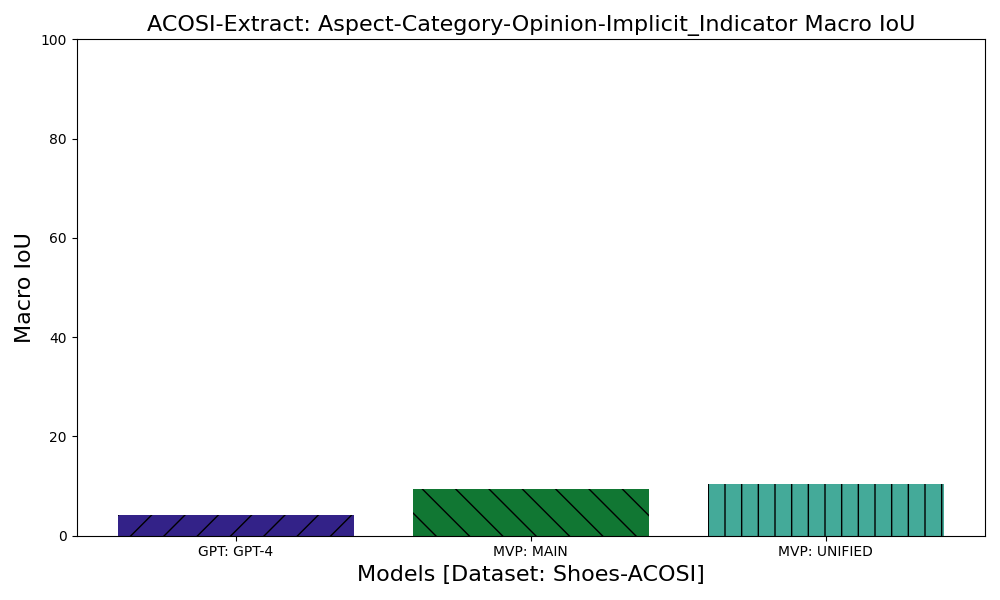 ACOSI-Extract: Aspect-Category-Opinion-Implicit_Indicator Macro IoU
100
80
60
40
20
0
Macro IoU
GPT: GPT-4
MVP: MAIN
MVP: UNIFIED
Models [Dataset: Shoes-ACOSI]